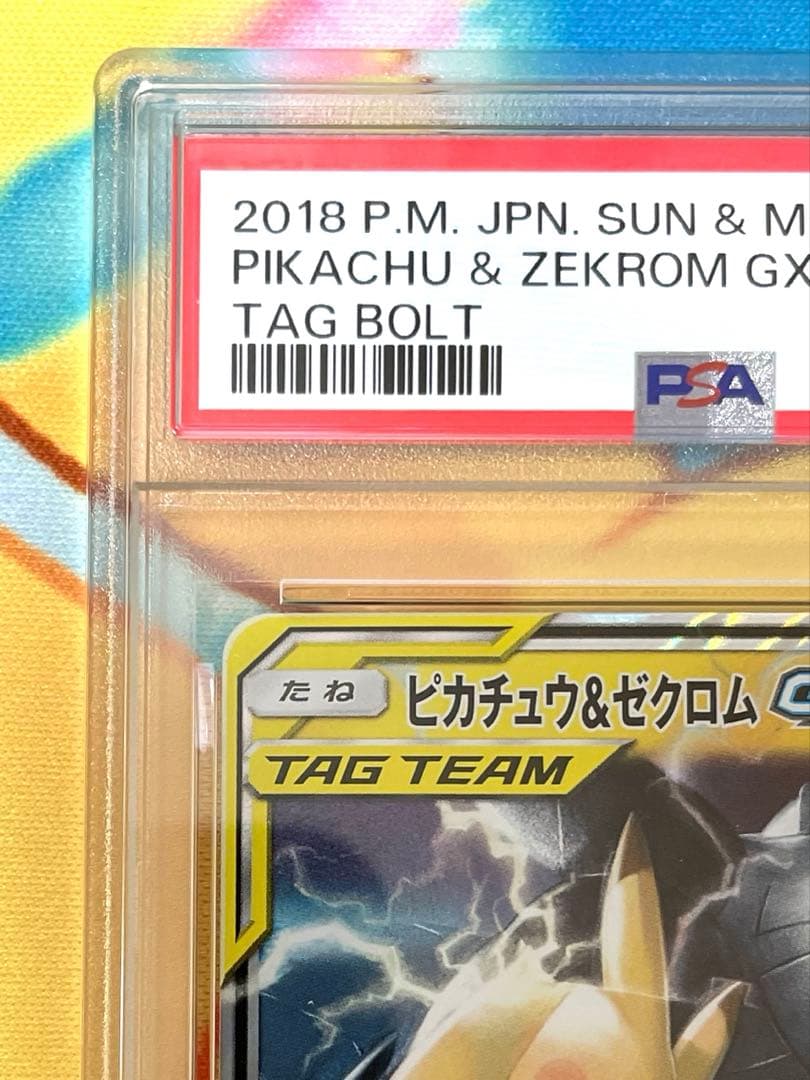 2018 P.M. JPN. SUN & M
PIKACHU & ZEKROM GX
TAG BOLT
PSA
たね
ピカチュウ&ゼクロム G
TAG TEAM